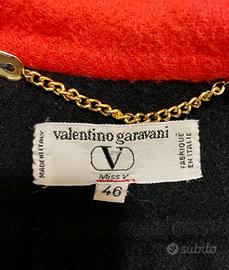 valentino garavani
MADE IN ITALY
V
FABRIQUÉ
EN ITALIE
Miss V
46
subito